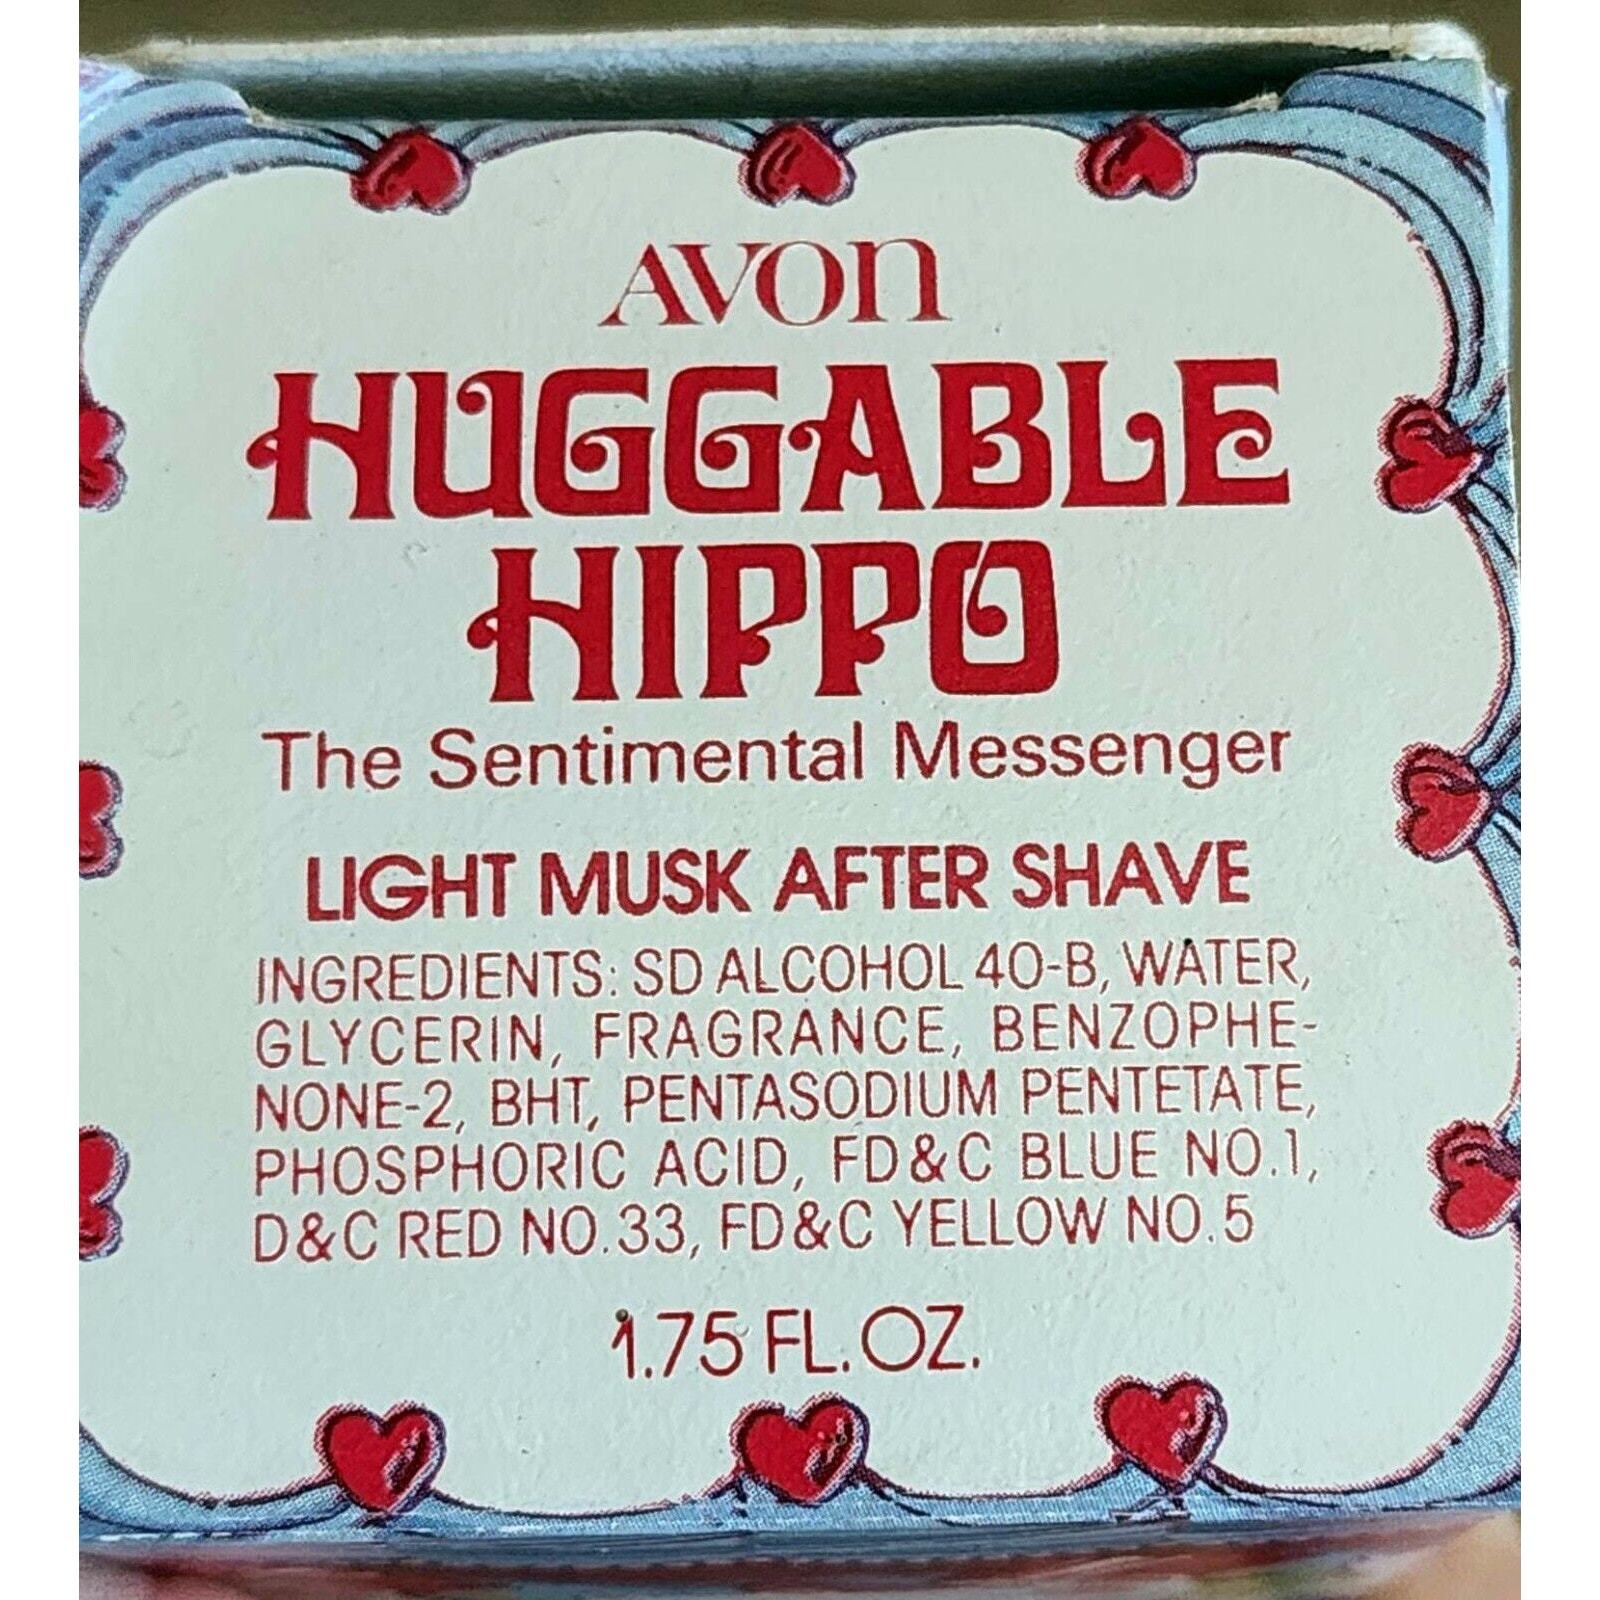 AVON
HUGGABLE
HIPPO
The Sentimental Messenger
LIGHT MUSK AFTER SHAVE
INGREDIENTS: SD ALCOHOL 40-B, WATER,
GLYCERIN, FRAGRANCE, BENZOPHE-
NONE-2, BHT, PENTASODIUM PENTETATE,
PHOSPHORIC ACID, FD&C BLUE NO.1,
D&C RED NO.33, FD&C YELLOW NO.5
1.75 FL.OZ.